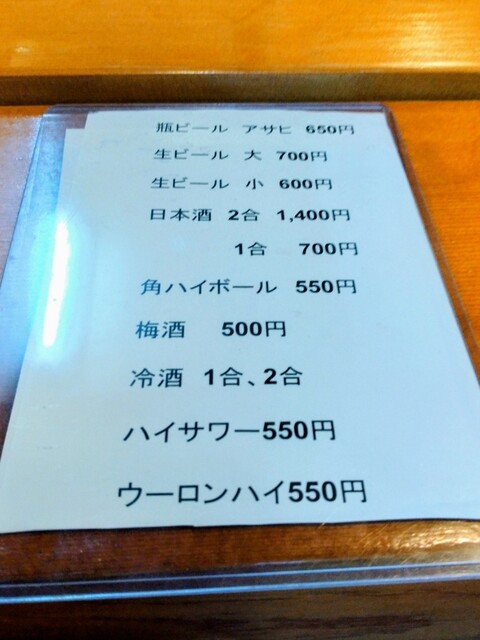 瓶ビール アサヒ 650円
生ビール 大 700円
生ビール 小 600円
日本酒 2合 1,400円
1合 700円
角ハイボール 550円
梅酒 500円
冷酒 1合、2合
ハイサワー550円
ウーロンハイ550円